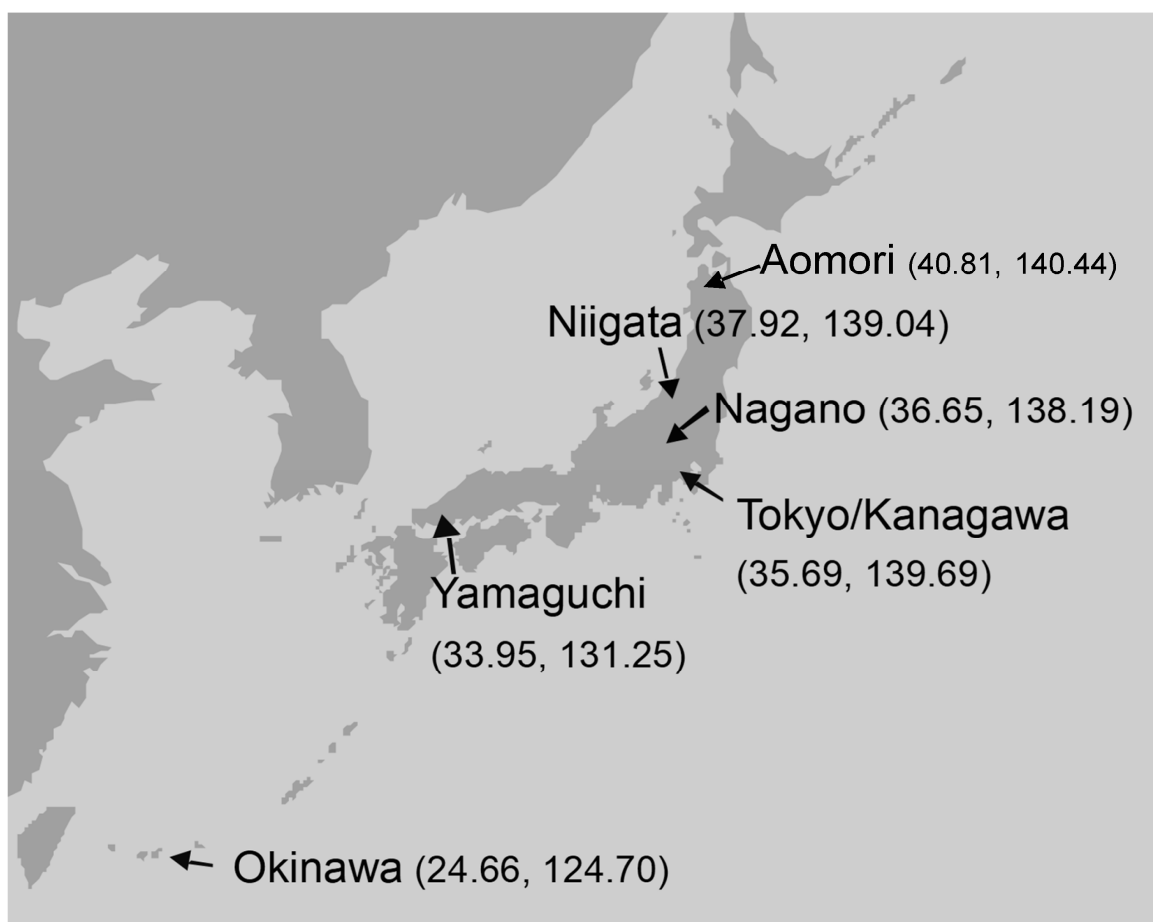 Aomori (40.81, 140.44)
Niigata (37.92, 139.04)
Nagano (36.65, 138.19)
Tokyo/Kanagawa
(35.69, 139.69)
Yamaguchi
(33.95, 131.25)
Okinawa (24.66, 124.70)